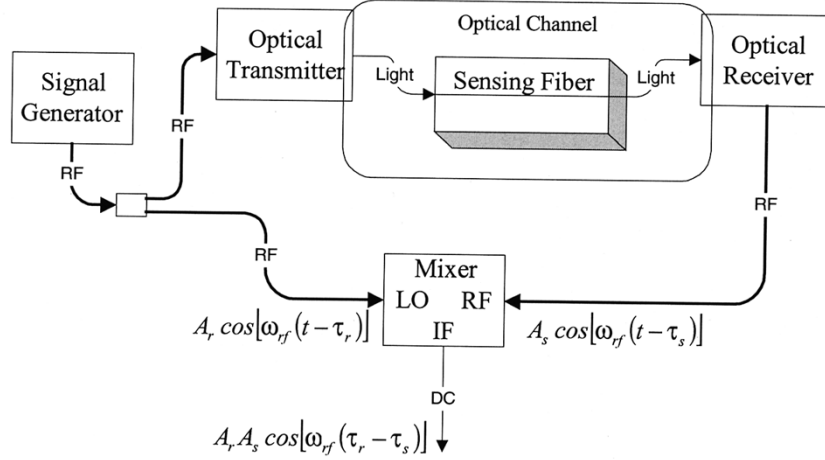 Optical Channel
Optical
Transmitter
Optical
Receiver
Signal
Generator
Light
Sensing Fiber
Light
RF
RF
RF
RF
Mixer
LO RF
IF
A_r cos⌊ω_rf (t − τ_r)⌋
A_s cos⌊ω_rf (t − τ_s)⌋
DC
A_r A_s cos⌊ω_rf (τ_r − τ_s)⌋